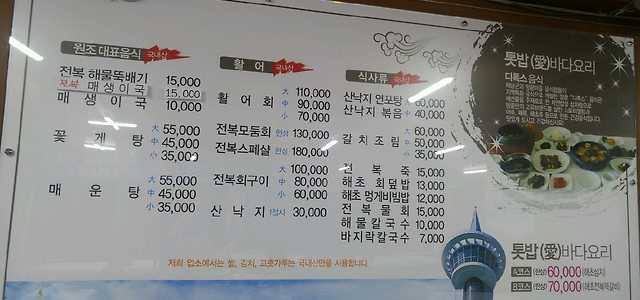 원조 대표음식 국내산
전복 해물뚝배기 15,000
전복 매생이국 15,000
매생이국 10,000
꽃게탕 大 55,000
中 45,000
小 35,000
매운탕 大 55,000
中 45,000
小 35,000
활어 국내산
활어회 大 110,000
中 90,000
小 70,000
전복모둠회 한상 130,000
전복스페샬 한상 180,000
전복회구이 大 100,000
中 80,000
小 60,000
산낙지 1접시 30,000
식사류 국내산
산낙지 연포탕 60,000
산낙지 볶음 中 40,000
갈치조림 大 60,000
中 50,000
小 35,000
전복죽 15,000
해초 회덮밥 13,000
해초 멍게비빔밥 12,000
전복물회 15,000
해물칼국수 10,000
바지락칼국수 7,000
저희 업소에서는 쌀, 김치, 고춧가루는 국내산만을 사용합니다
톳밥(愛)바다요리
디톡스음식
톳밥(愛)바다요리
A코스 (한상) 60,000
B코스 (한상) 70,000